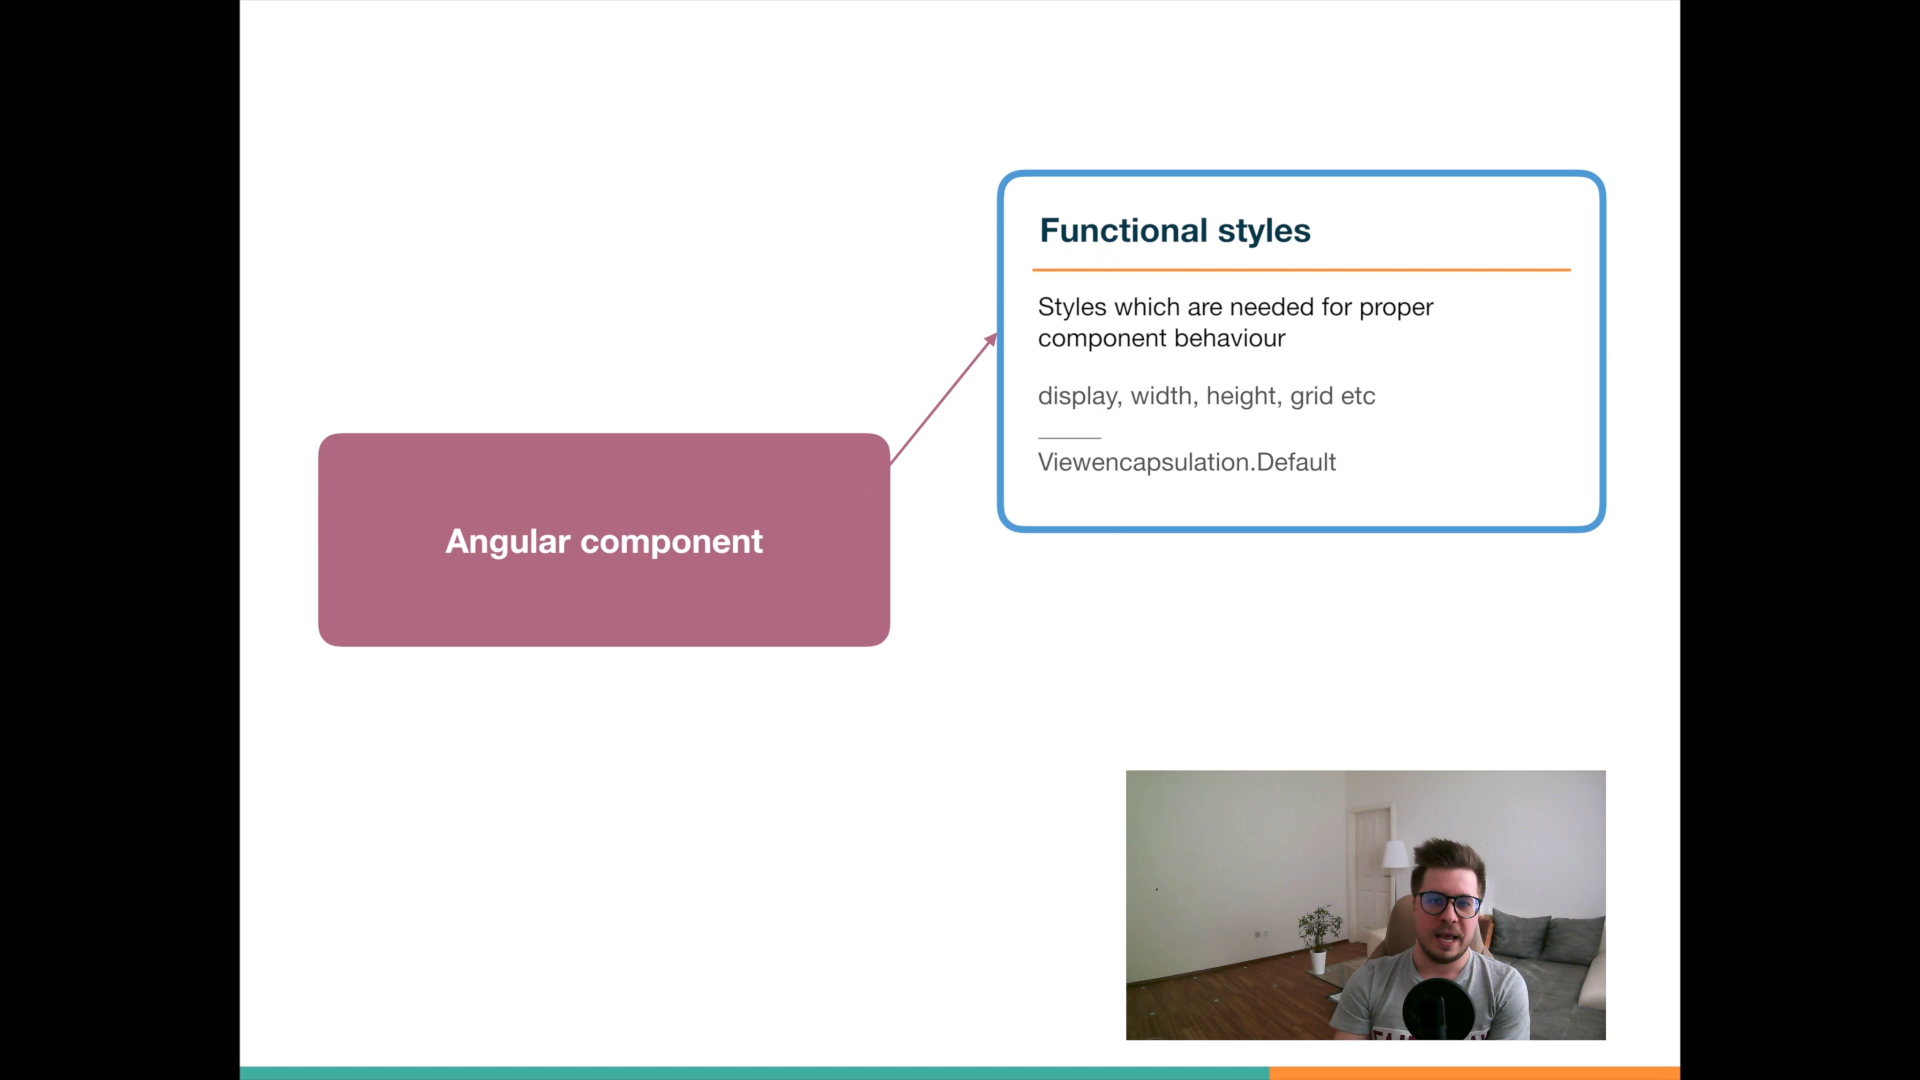 Functional styles
Styles which are needed for proper
component behaviour
display, width, height, grid etc
Viewencapsulation.Default
Angular component